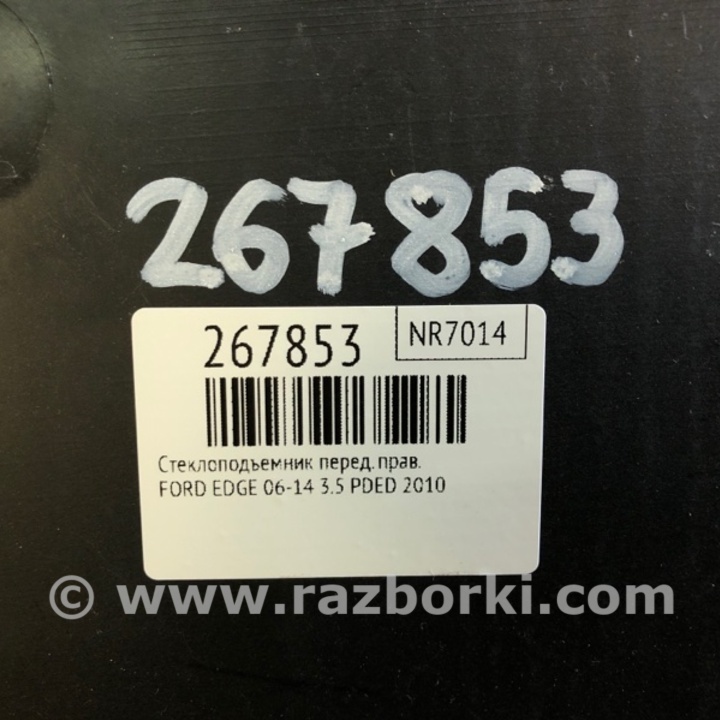 267853
267853
NR7014
Стеклоподъемник перед. прав.
FORD EDGE 06-14 3.5 PDED 2010
© www.razborki.com